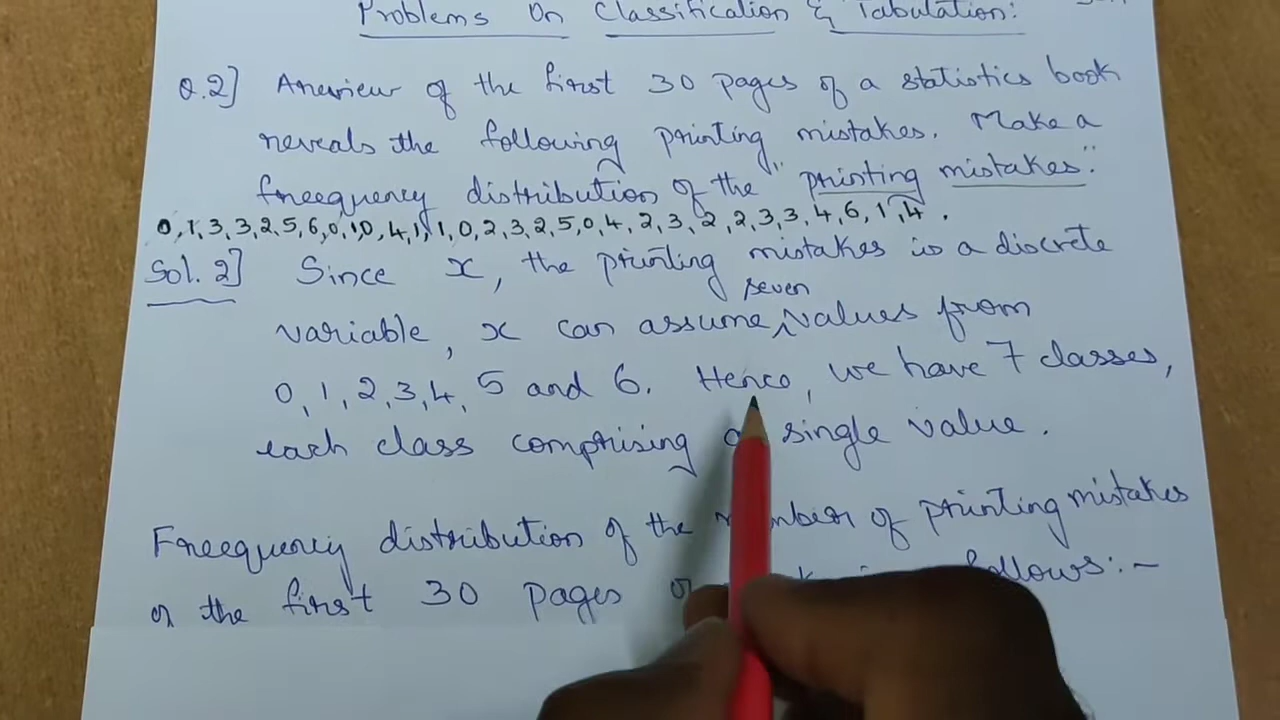 Problems On Classification & Tabulation:
Q.2] A review of the first 30 pages of a statistics book
reveals the following printing mistakes. Make a
freequency distribution of the "printing mistakes".
0, 1, 3, 3, 2, 5, 6, 0, 1, 0, 4, 1, 1, 0, 2, 3, 2, 5, 0, 4, 2, 3, 2, 2, 3, 3, 4, 6, 1, 4.
Sol. 2] Since x, the printing mistakes is a discrete
seven
variable, x can assume values from
0, 1, 2, 3, 4, 5 and 6. Hence, we have 7 classes,
each class comprising a single value.
Freequency distribution of the number of printing mistakes
of the first 30 pages follows:-